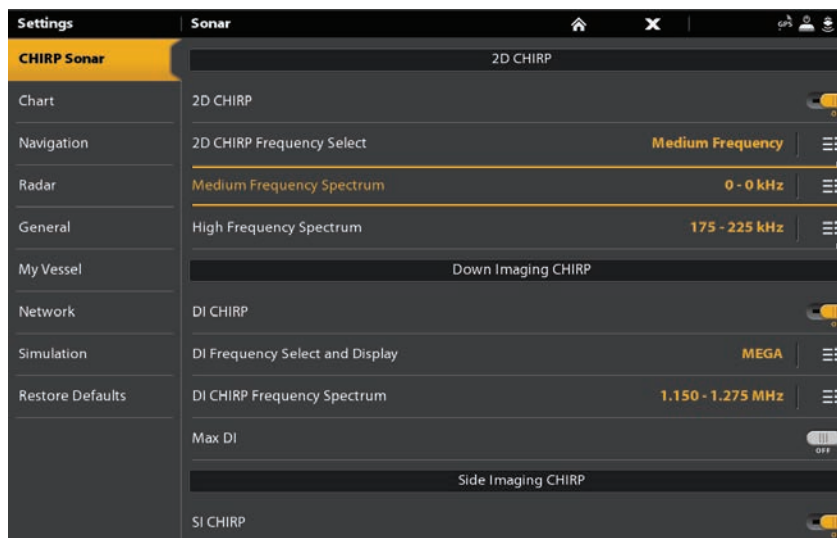 Settings
Sonar
GPS
CHIRP Sonar
Chart
Navigation
Radar
General
My Vessel
Network
Simulation
Restore Defaults
2D CHIRP
2D CHIRP
2D CHIRP Frequency Select Medium Frequency
Medium Frequency Spectrum 0 - 0 kHz
High Frequency Spectrum 175 - 225 kHz
Down Imaging CHIRP
DI CHIRP
DI Frequency Select and Display MEGA
DI CHIRP Frequency Spectrum 1.150 - 1.275 MHz
Max DI
OFF
Side Imaging CHIRP
SI CHIRP